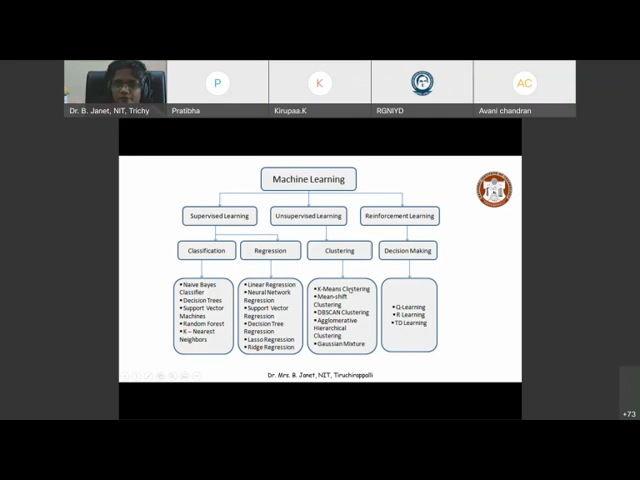 P
K
AC
Dr. B. Janet, NIT, Trichy
Pratibha
Kirupaa.K
RGNIYD
Avani chandran
Machine Learning
Supervised Learning
Unsupervised Learning
Reinforcement Learning
Classification
Regression
Clustering
Decision Making
• Naive Bayes
Classifier
• Decision Trees
• Support Vector
Machines
• Random Forest
• K – Nearest
Neighbors
• Linear Regression
• Neural Network
Regression
• Support Vector
Regression
• Decision Tree
Regression
• Lasso Regression
• Ridge Regression
• K-Means Clustering
• Mean-shift
Clustering
• DBSCAN Clustering
• Agglomerative
Hierarchical
Clustering
• Gaussian Mixture
• Q-Learning
• R Learning
• TD Learning
Dr. Mrs. B. Janet, NIT, Tiruchirappalli
+73